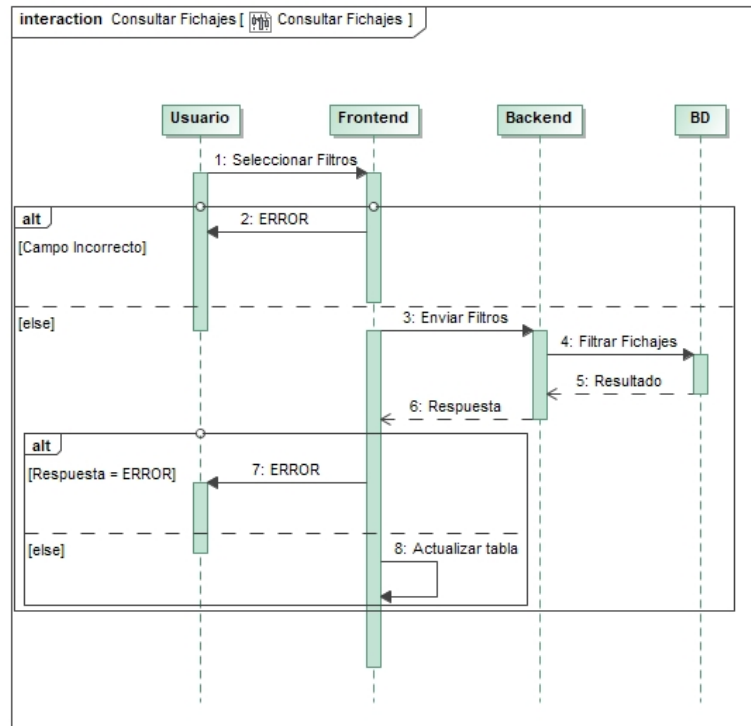 interaction Consultar Fichajes [ Consultar Fichajes ]
Usuario Frontend Backend BD
1: Seleccionar Filtros
alt
2: ERROR
[Campo Incorrecto]
[else]
3: Enviar Filtros
4: Filtrar Fichajes
5: Resultado
6: Respuesta
alt
[Respuesta = ERROR]
7: ERROR
[else]
8: Actualizar tabla